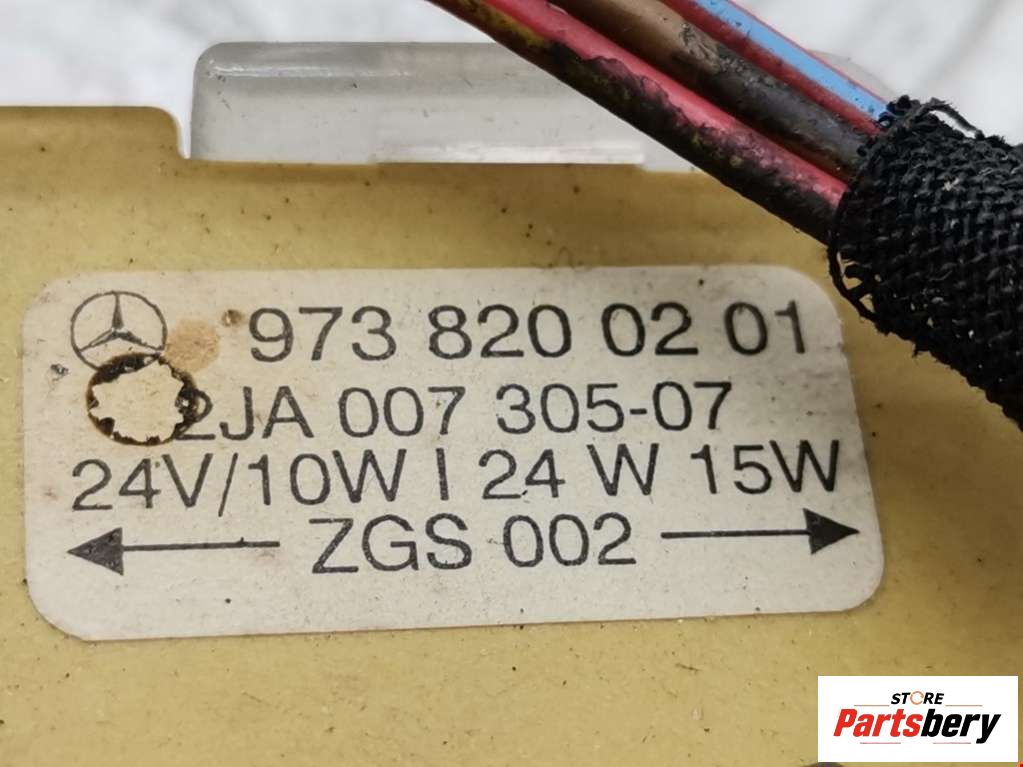 973 820 02 01
2JA 007 305-07
24V/10W I 24 W 15W
ZGS 002
STORE
Partsbery